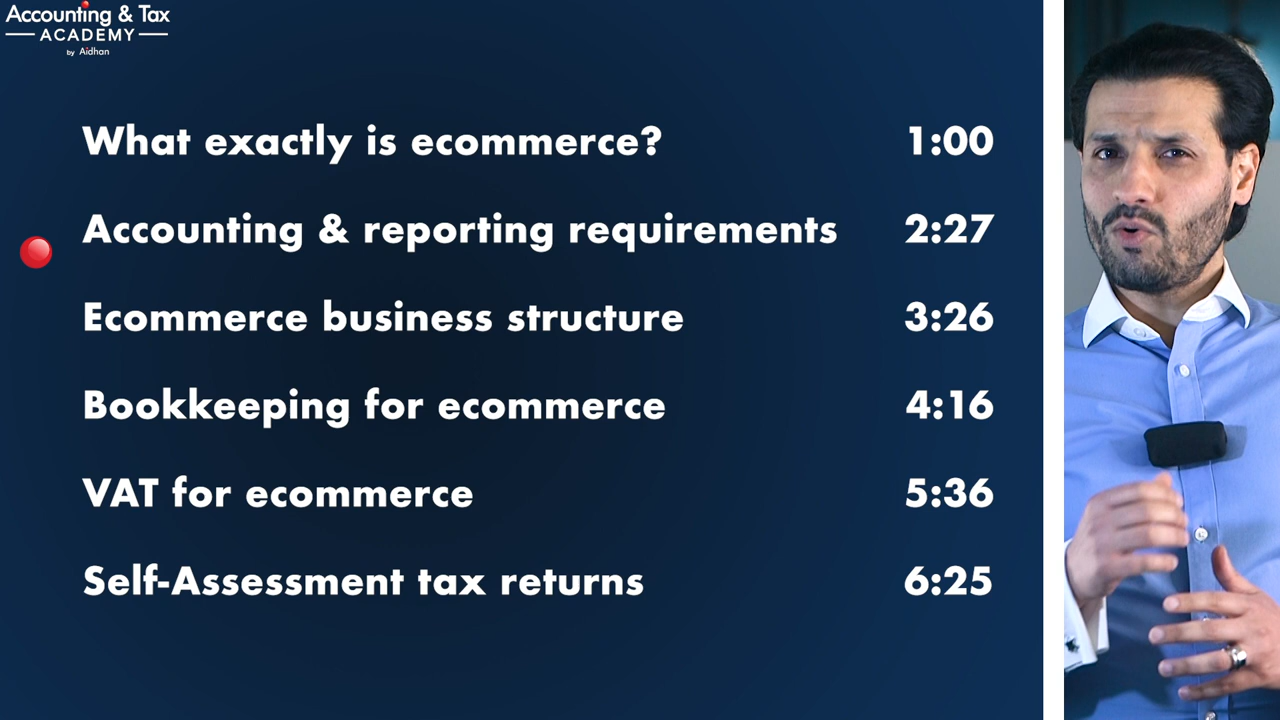 Accounting & Tax
ACADEMY
by Aidhan
What exactly is ecommerce? 1:00
Accounting & reporting requirements 2:27
Ecommerce business structure 3:26
Bookkeeping for ecommerce 4:16
VAT for ecommerce 5:36
Self-Assessment tax returns 6:25